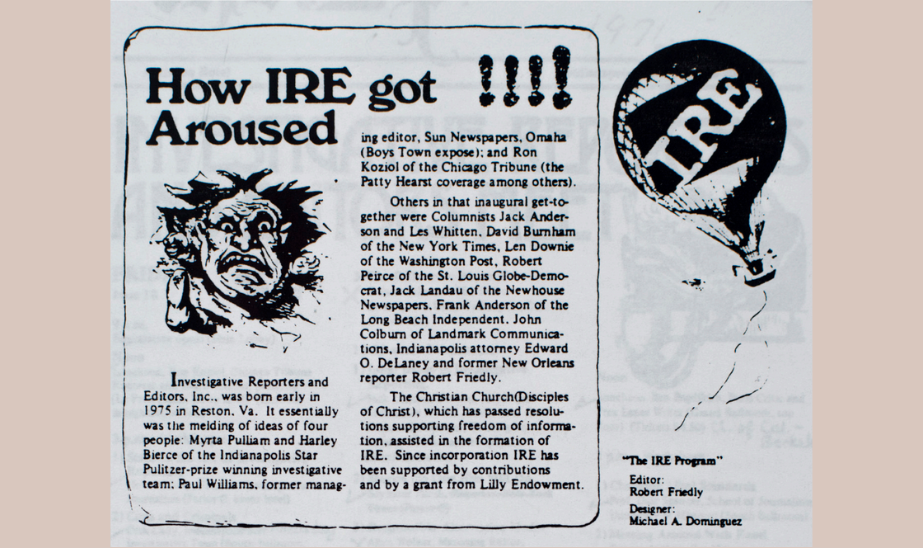 How IRE got
Aroused
!!!!
Investigative Reporters and
Editors, Inc., was born early in
1975 in Reston, Va. It essentially
was the melding of ideas of four
people: Myrta Pulliam and Harley
Bierce of the Indianapolis Star
Pulitzer-prize winning investigative
team; Paul Williams, former manag-
ing editor, Sun Newspapers, Omaha
(Boys Town expose); and Ron
Koziol of the Chicago Tribune (the
Patty Hearst coverage among others).
Others in that inaugural get-to-
gether were Columnists Jack Ander-
son and Les Whitten, David Burnham
of the New York Times, Len Downie
of the Washington Post, Robert
Peirce of the St. Louis Globe-Demo-
crat, Jack Landau of the Newhouse
Newspapers, Frank Anderson of the
Long Beach Independent, John
Colburn of Landmark Communica-
tions, Indianapolis attorney Edward
O. DeLaney and former New Orleans
reporter Robert Friedly.
The Christian Church(Disciples
of Christ), which has passed resolu-
tions supporting freedom of informa-
tion, assisted in the formation of
IRE. Since incorporation IRE has
been supported by contributions
and by a grant from Lilly Endowment.
IRE
"The IRE Program"
Editor:
Robert Friedly
Designer:
Michael A. Dominguez